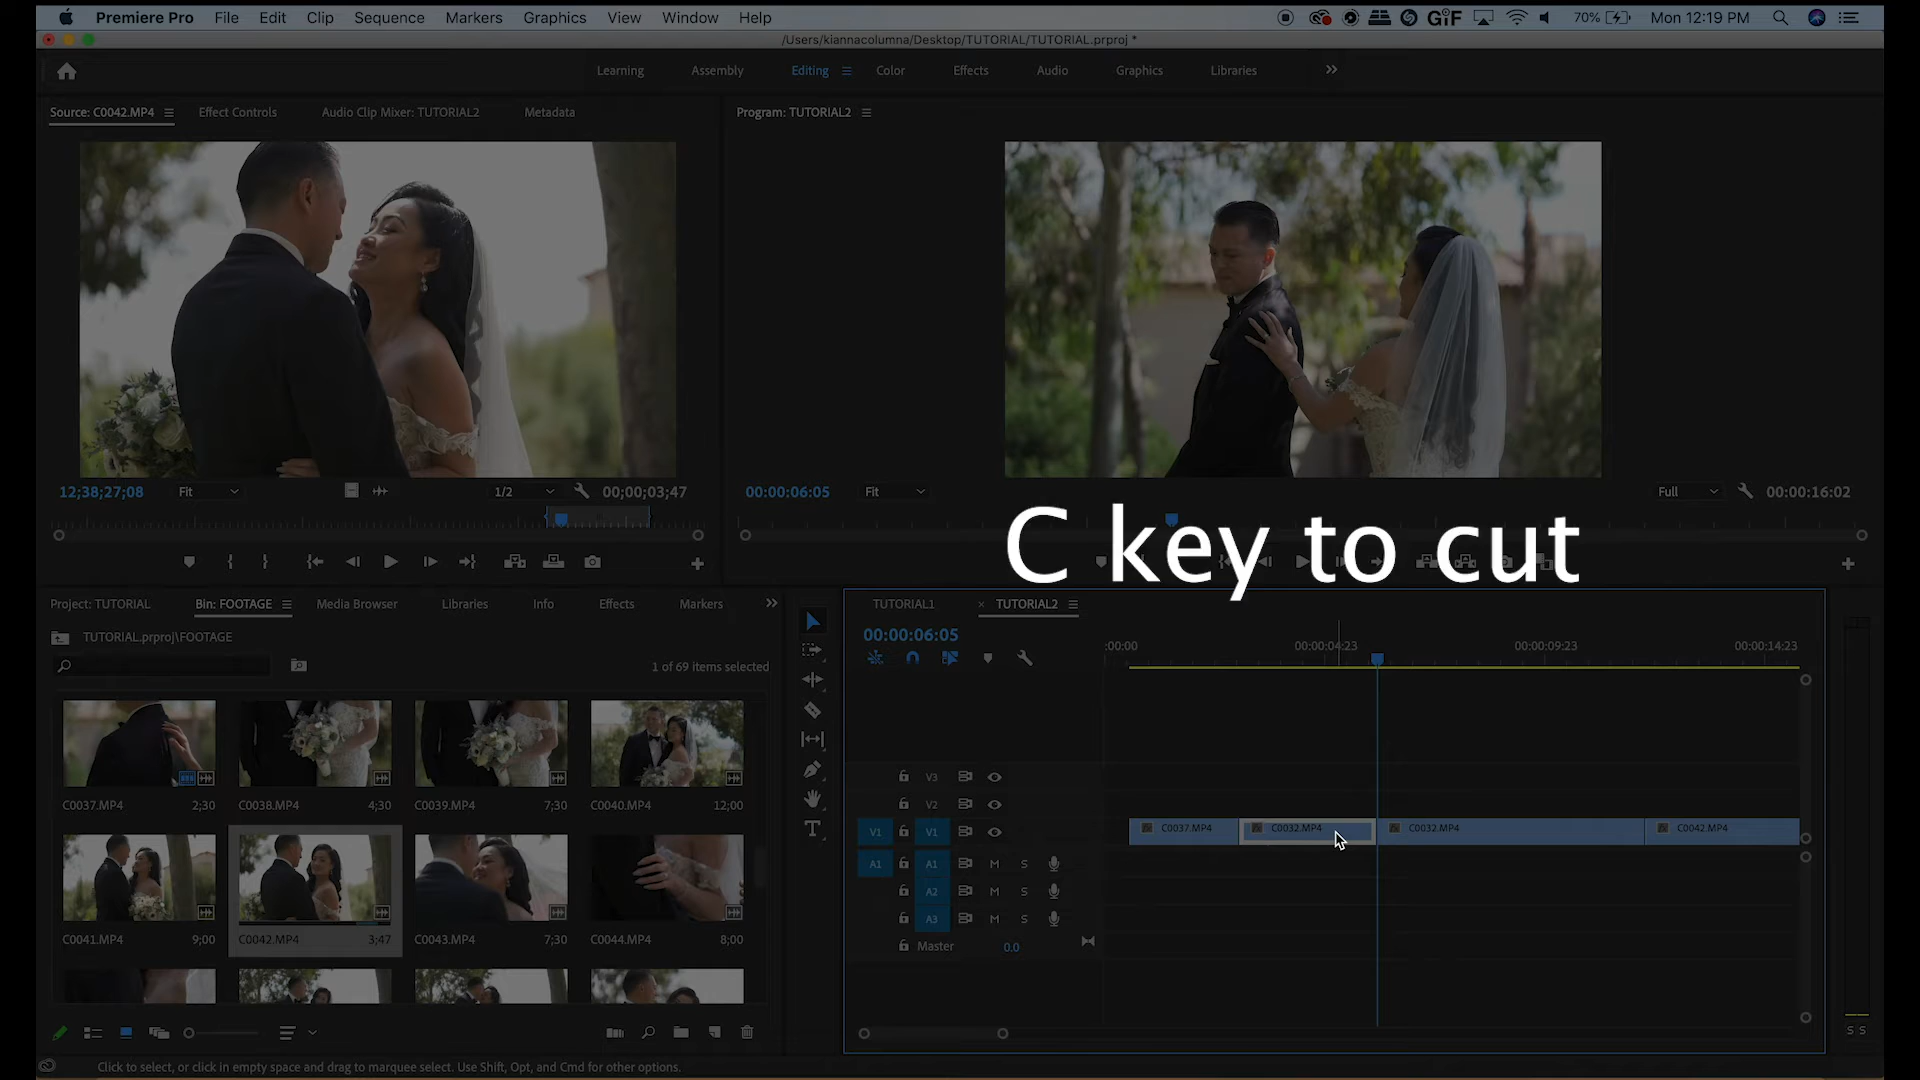 Premiere Pro File Edit Clip Sequence Markers Graphics View Window Help GiF 70% Mon 12:19 PM
/Users/kiannacolumna/Desktop/TUTORIAL/TUTORIAL.prproj *
Learning Assembly Editing Color Effects Audio Graphics Libraries
Source: C0042.MP4 Effect Controls Audio Clip Mixer: TUTORIAL2 Metadata
Program: TUTORIAL2
12;38;27;08 Fit 1/2 00;00;03;47
00:00:06:05 Fit Full 00:00:16:02
C key to cut
Project: TUTORIAL Bin: FOOTAGE Media Browser Libraries Info Effects Markers
TUTORIAL.prproj\FOOTAGE
1 of 69 items selected
C0037.MP4 2;30 C0038.MP4 4;30 C0039.MP4 7;30 C0040.MP4 12;00
C0041.MP4 9;00 C0042.MP4 3;47 C0043.MP4 7;30 C0044.MP4 8;00
TUTORIAL1 × TUTORIAL2
00:00:06:05
:00:00 00:00:04:23 00:00:09:23 00:00:14:23
V3
V2
V1 V1 C0037.MP4 C0032.MP4 C0032.MP4 C0042.MP4
A1 A1 M S
A2 M S
A3 M S
Master 0.0
S S
Click to select, or click in empty space and drag to marquee select. Use Shift, Opt, and Cmd for other options.